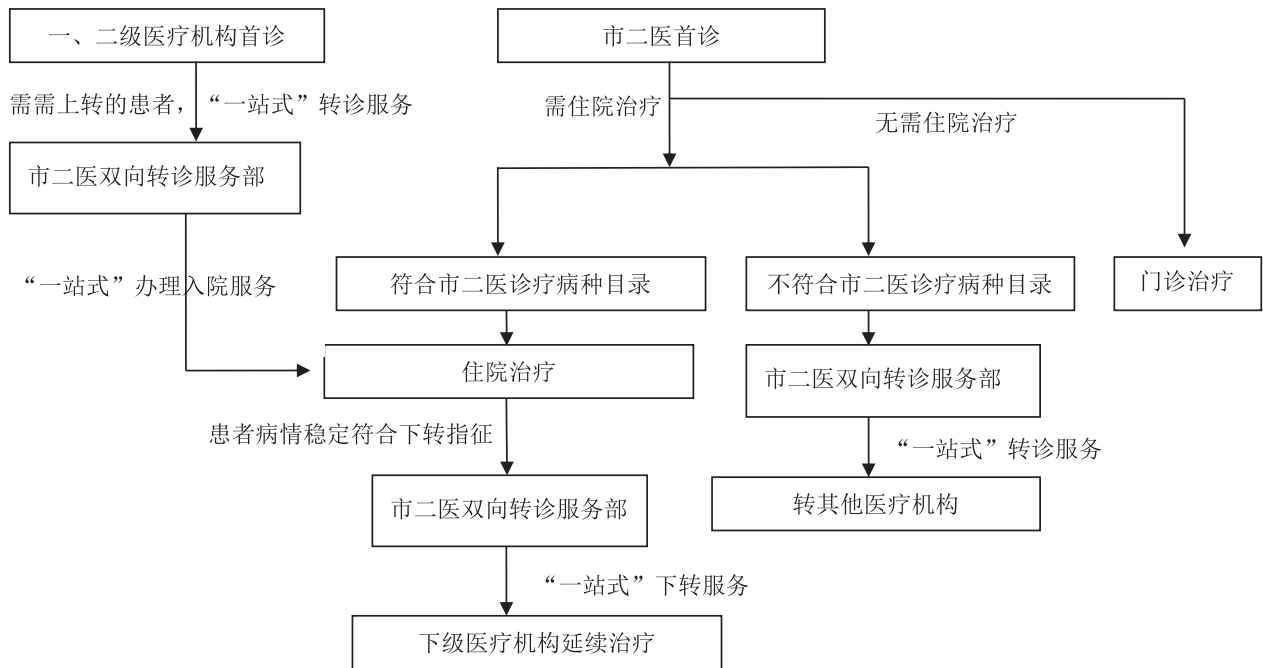 一、二级医疗机构首诊
市二医首诊
需需上转的患者，“一站式”转诊服务
需住院治疗
无需住院治疗
市二医双向转诊服务部
“一站式”办理入院服务
符合市二医诊疗病种目录
不符合市二医诊疗病种目录
门诊治疗
住院治疗
市二医双向转诊服务部
患者病情稳定符合下转指征
“一站式”转诊服务
市二医双向转诊服务部
转其他医疗机构
“一站式”下转服务
下级医疗机构延续治疗